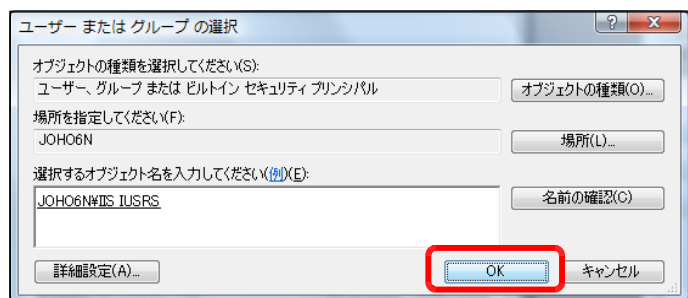 ユーザー または グループ の選択
オブジェクトの種類を選択してください(S):
ユーザー、グループ または ビルトイン セキュリティ プリンシパル
オブジェクトの種類(O)...
場所を指定してください(F):
JOHO6N
場所(L)...
選択するオブジェクト名を入力してください(例)(E):
JOHO6N¥IIS IUSRS
名前の確認(C)
詳細設定(A)...
OK
キャンセル